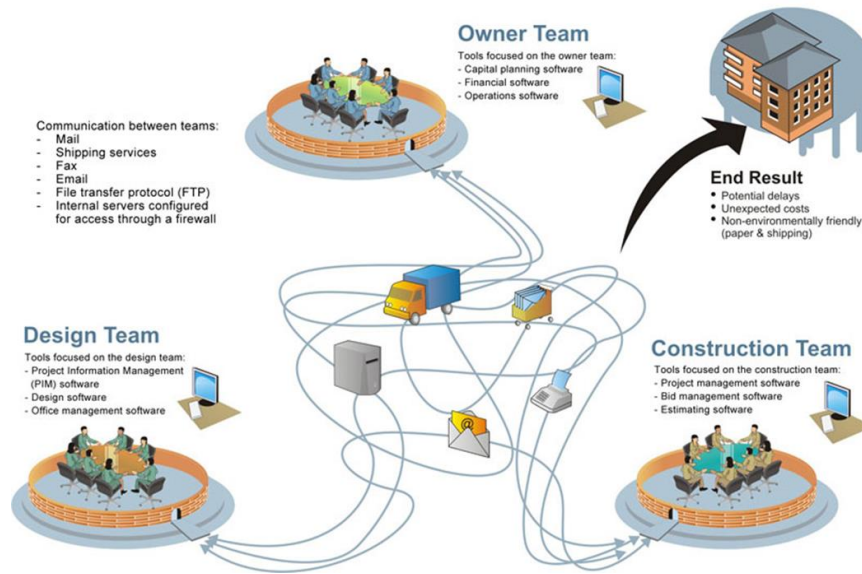 Owner Team
Tools focused on the owner team:
- Capital planning software
- Financial software
- Operations software
Communication between teams:
- Mail
- Shipping services
- Fax
- Email
- File transfer protocol (FTP)
- Internal servers configured
for access through a firewall
End Result
• Potential delays
• Unexpected costs
• Non-environmentally friendly
(paper & shipping)
Design Team
Tools focused on the design team:
- Project Information Management
(PIM) software
- Design software
- Office management software
Construction Team
Tools focused on the construction team:
- Project management software
- Bid management software
- Estimating software
@